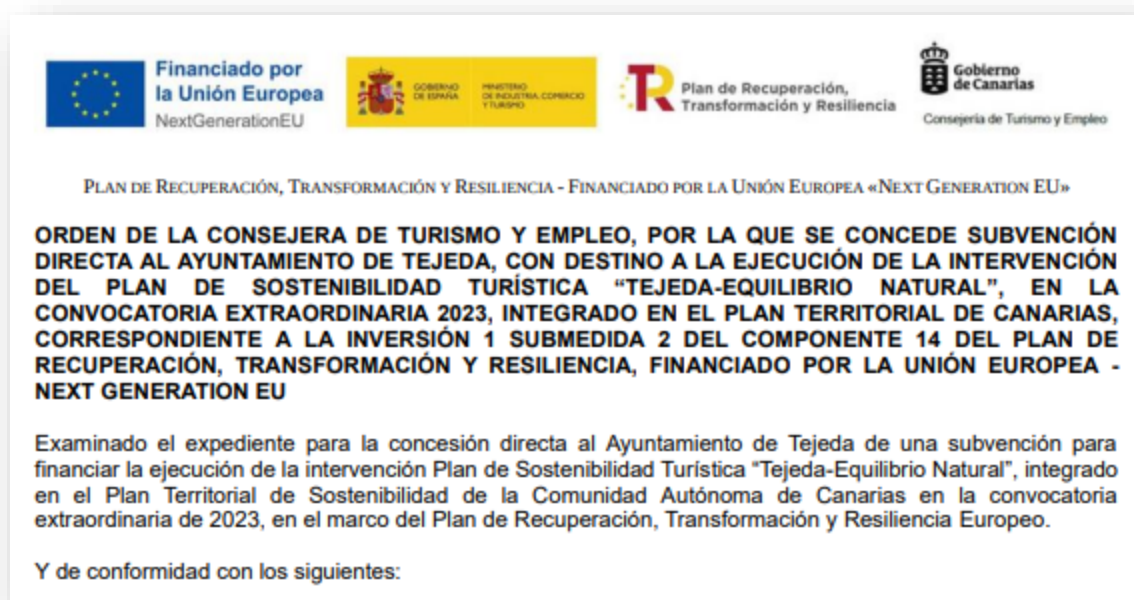 Financiado por
la Unión Europea
NextGenerationEU
GOBIERNO
DE ESPAÑA
MINISTERIO
DE INDUSTRIA, COMERCIO
Y TURISMO
Plan de Recuperación,
Transformación y Resiliencia
Gobierno
de Canarias
Consejería de Turismo y Empleo
PLAN DE RECUPERACIÓN, TRANSFORMACIÓN Y RESILIENCIA - FINANCIADO POR LA UNIÓN EUROPEA «NEXT GENERATION EU»
ORDEN DE LA CONSEJERA DE TURISMO Y EMPLEO, POR LA QUE SE CONCEDE SUBVENCIÓN
DIRECTA AL AYUNTAMIENTO DE TEJEDA, CON DESTINO A LA EJECUCIÓN DE LA INTERVENCIÓN
DEL PLAN DE SOSTENIBILIDAD TURÍSTICA “TEJEDA-EQUILIBRIO NATURAL”, EN LA
CONVOCATORIA EXTRAORDINARIA 2023, INTEGRADO EN EL PLAN TERRITORIAL DE CANARIAS,
CORRESPONDIENTE A LA INVERSIÓN 1 SUBMEDIDA 2 DEL COMPONENTE 14 DEL PLAN DE
RECUPERACIÓN, TRANSFORMACIÓN Y RESILIENCIA, FINANCIADO POR LA UNIÓN EUROPEA -
NEXT GENERATION EU
Examinado el expediente para la concesión directa al Ayuntamiento de Tejeda de una subvención para
financiar la ejecución de la intervención Plan de Sostenibilidad Turística “Tejeda-Equilibrio Natural”, integrado
en el Plan Territorial de Sostenibilidad de la Comunidad Autónoma de Canarias en la convocatoria
extraordinaria de 2023, en el marco del Plan de Recuperación, Transformación y Resiliencia Europeo.
Y de conformidad con los siguientes: